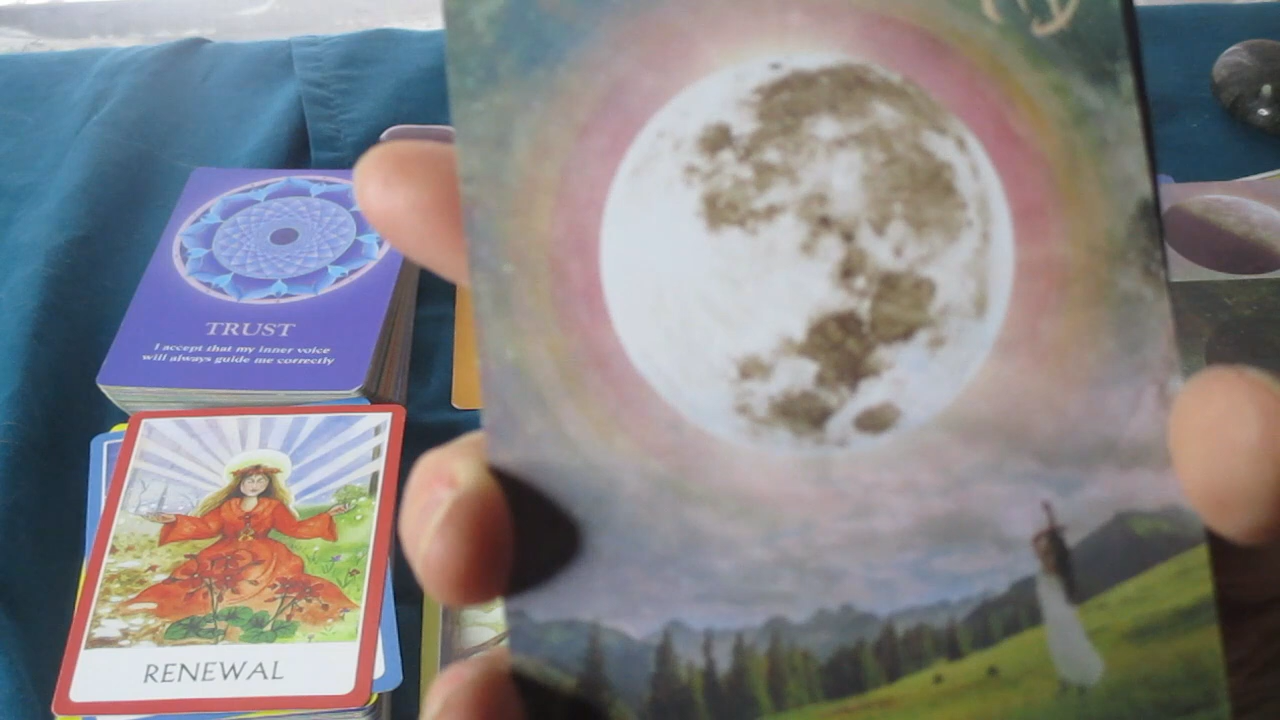 TRUST
I accept that my inner voice
will always guide me correctly
RENEWAL